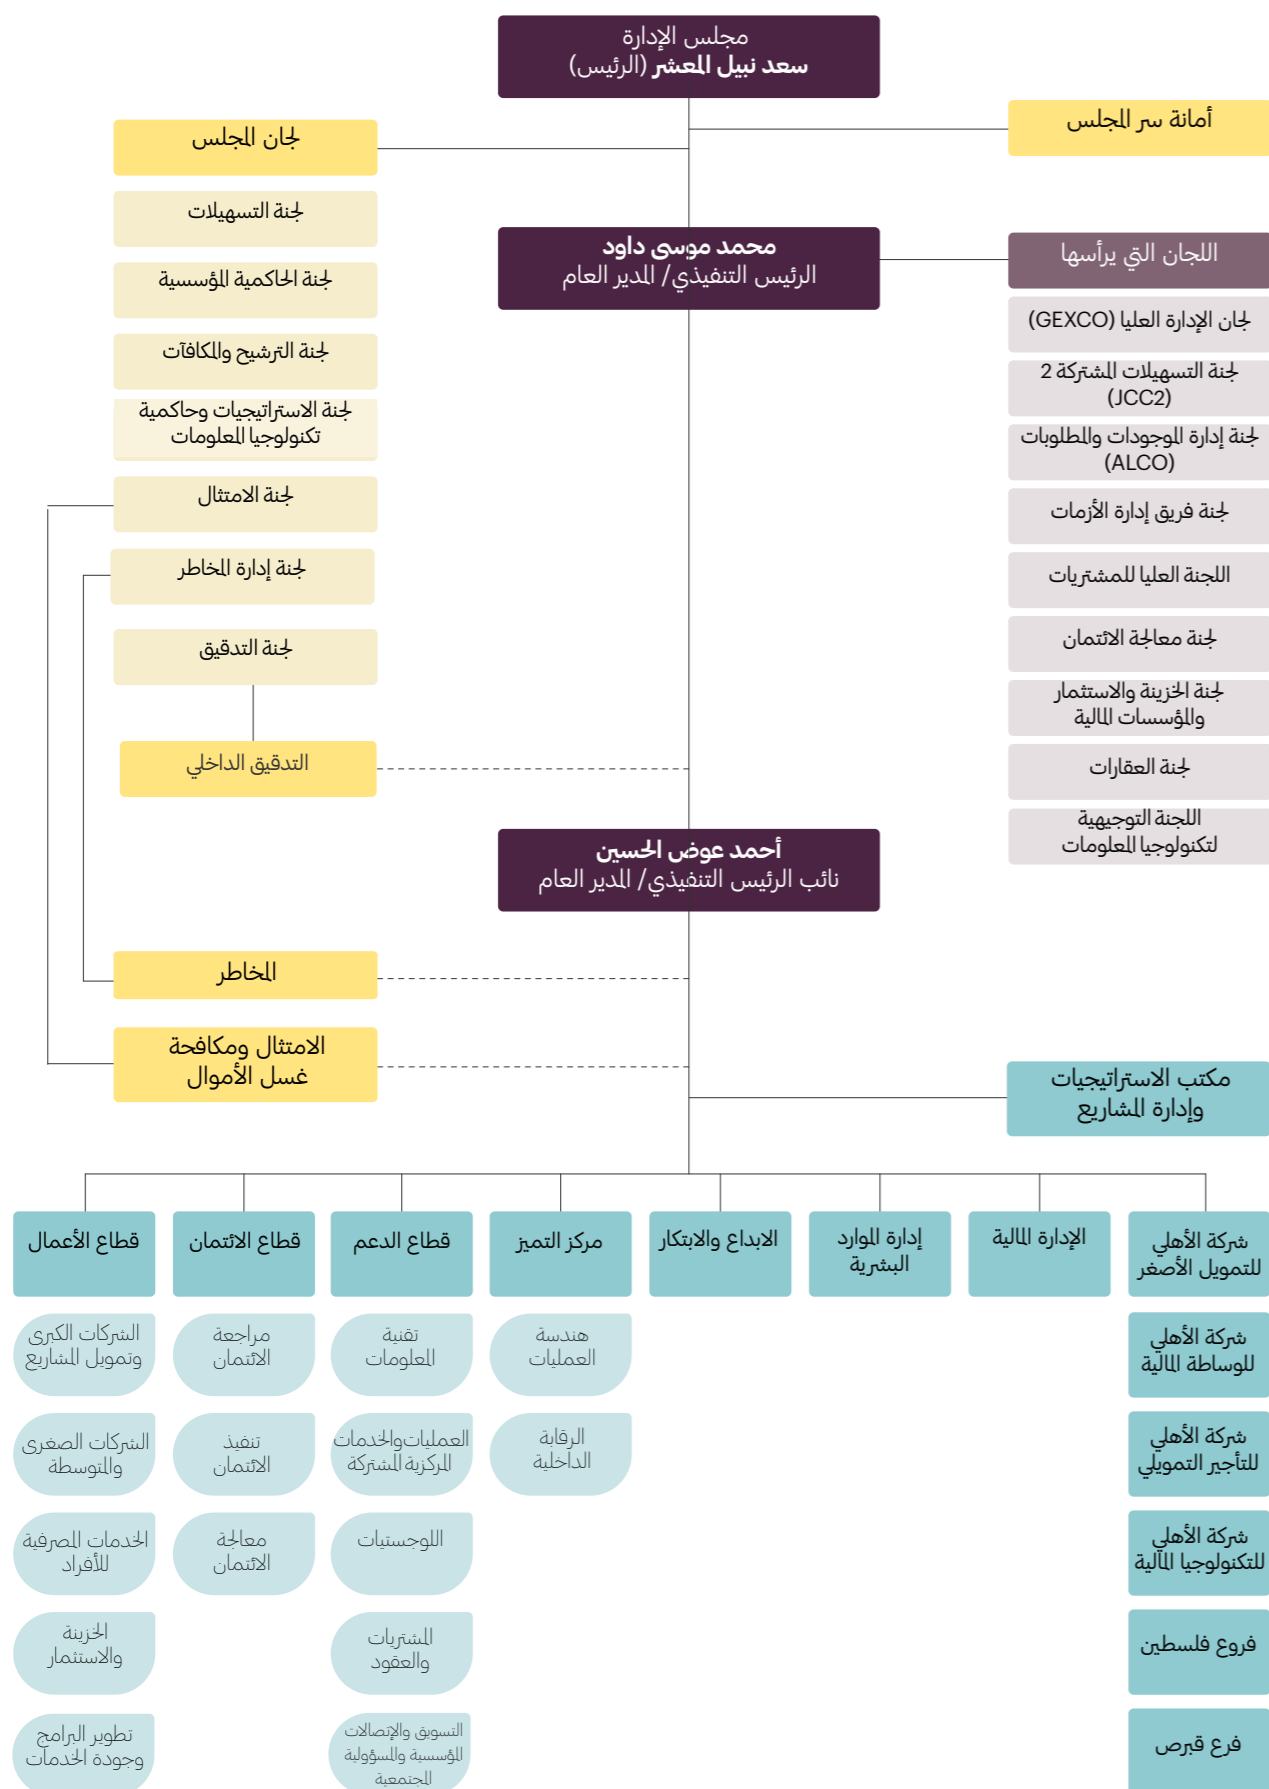 مجلس الإدارة
سعد نبيل المعشر (الرئيس)
أمانة سر المجلس
لجان المجلس
لجنة التسهيلات
لجنة الحاكمية المؤسسية
لجنة الترشيح والمكافآت
لجنة الاستراتيجيات وحاكمية
تكنولوجيا المعلومات
لجنة الامتثال
لجنة إدارة المخاطر
لجنة التدقيق
التدقيق الداخلي
محمد موسى داود
الرئيس التنفيذي/ المدير العام
اللجان التي يرأسها
لجان الإدارة العليا (GEXCO)
لجنة التسهيلات المشتركة 2
(JCC2)
لجنة إدارة الموجودات والمطلوبات
(ALCO)
لجنة فريق إدارة الأزمات
اللجنة العليا للمشتريات
لجنة معالجة الائتمان
لجنة الخزينة والاستثمار
والمؤسسات المالية
لجنة العقارات
اللجنة التوجيهية
لتكنولوجيا المعلومات
أحمد عوض الحسين
نائب الرئيس التنفيذي/ المدير العام
المخاطر
الامتثال ومكافحة
غسل الأموال
مكتب الاستراتيجيات
وإدارة المشاريع
شركة الأهلي
للتمويل الأصغر
شركة الأهلي
للوساطة المالية
شركة الأهلي
للتأجير التمويلي
شركة الأهلي
للتكنولوجيا المالية
فروع فلسطين
فرع قبرص
الإدارة المالية
إدارة الموارد
البشرية
الابداع والابتكار
مركز التميز
هندسة
العمليات
الرقابة
الداخلية
قطاع الدعم
تقنية
المعلومات
العمليات والخدمات
المركزية المشتركة
اللوجستيات
المشتريات
والعقود
التسويق والإتصالات
المؤسسية والمسؤولية
المجتمعية
قطاع الائتمان
مراجعة
الائتمان
تنفيذ
الائتمان
معالجة
الائتمان
قطاع الأعمال
الشركات الكبرى
وتمويل المشاريع
الشركات الصغرى
والمتوسطة
الخدمات المصرفية
للأفراد
الخزينة
والاستثمار
تطوير البرامج
وجودة الخدمات